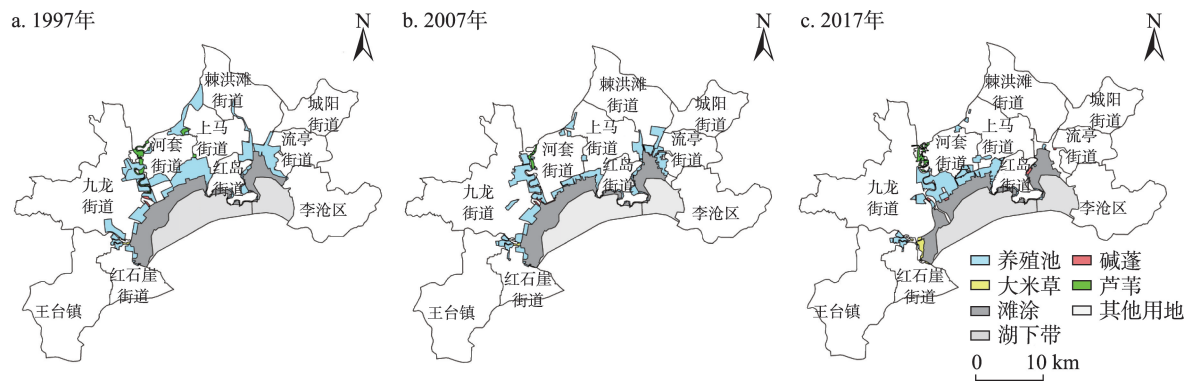 a. 1997年
N
棘洪滩
街道
城阳
街道
上马
街道
流亭
街道
河套
街道
红岛
街道
九龙
街道
李沧区
红石崖
街道
王台镇
b. 2007年
N
棘洪滩
街道
城阳
街道
上马
街道
流亭
街道
河套
街道
红岛
街道
九龙
街道
李沧区
红石崖
街道
王台镇
c. 2017年
N
棘洪滩
街道
城阳
街道
上马
街道
流亭
街道
河套
街道
红岛
街道
九龙
街道
李沧区
红石崖
街道
王台镇
养殖池
碱蓬
大米草
芦苇
滩涂
其他用地
湖下带
0 10 km